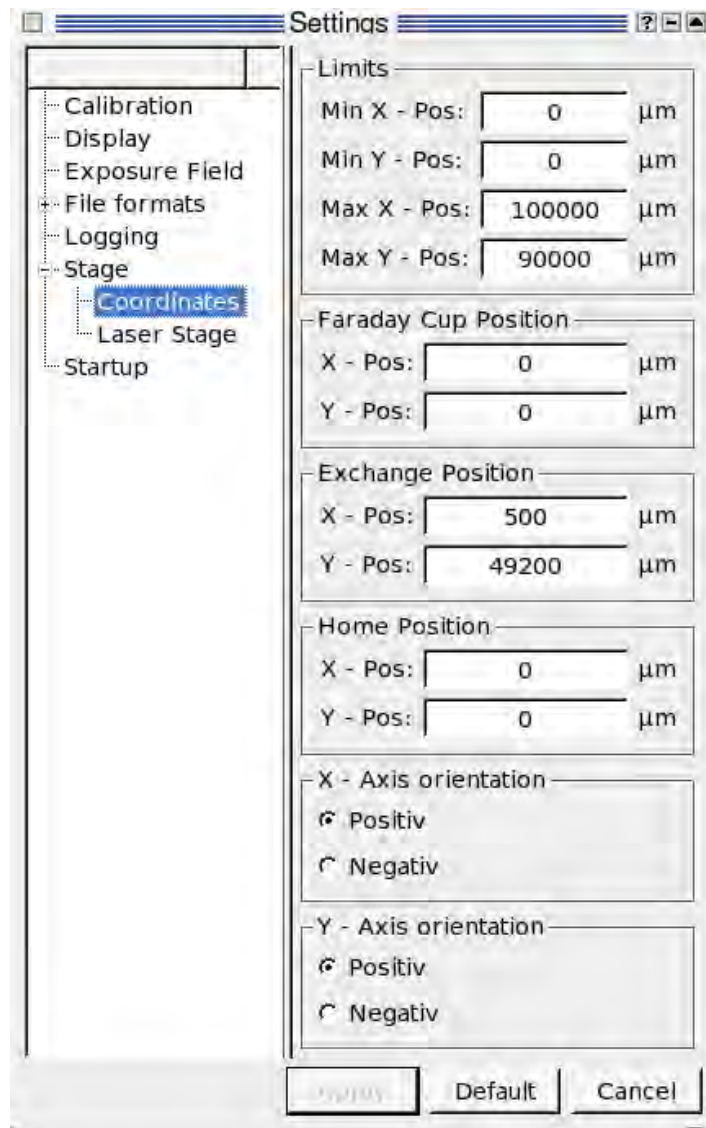 Settings
Calibration
Display
Exposure Field
File formats
Logging
Stage
Coordinates
Laser Stage
Startup
Limits
Min X - Pos: 0 µm
Min Y - Pos: 0 µm
Max X - Pos: 100000 µm
Max Y - Pos: 90000 µm
Faraday Cup Position
X - Pos: 0 µm
Y - Pos: 0 µm
Exchange Position
X - Pos: 500 µm
Y - Pos: 49200 µm
Home Position
X - Pos: 0 µm
Y - Pos: 0 µm
X - Axis orientation
Positiv
Negativ
Y - Axis orientation
Positiv
Negativ
Default Cancel